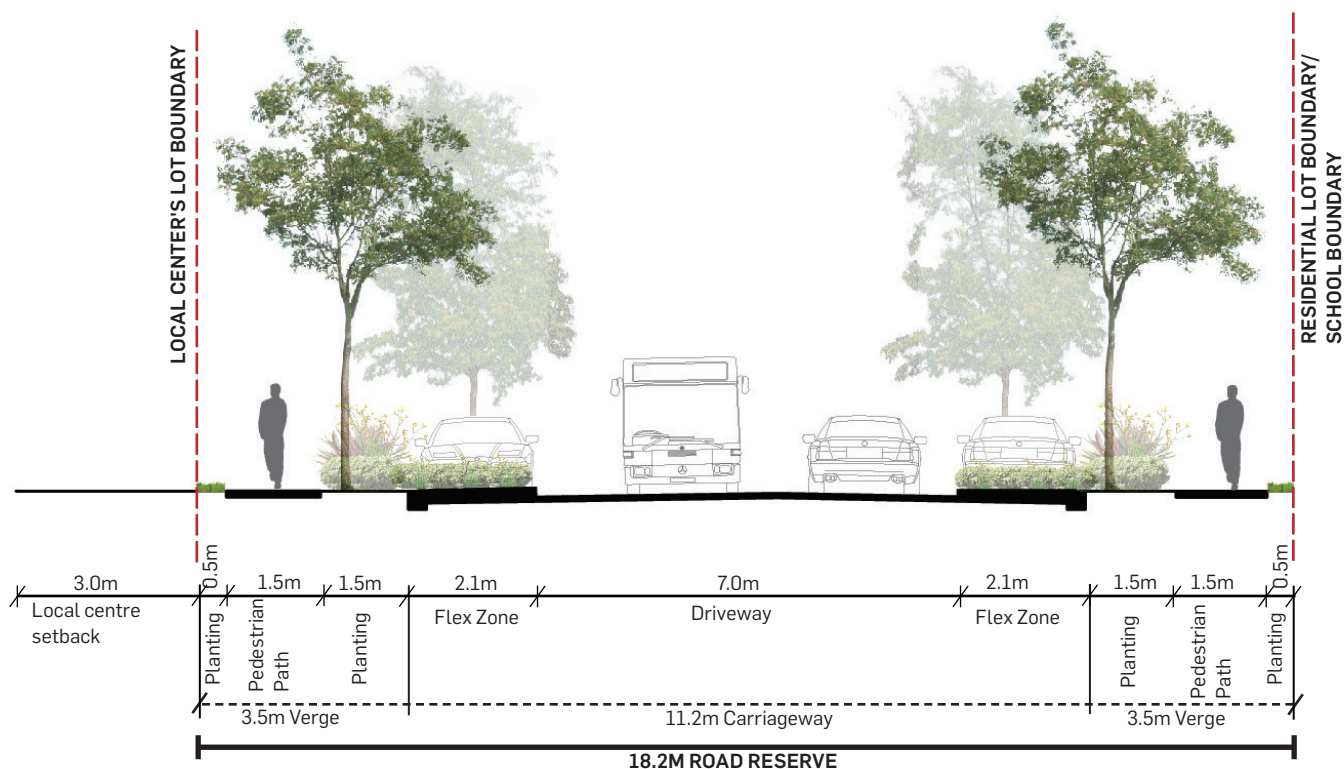 LOCAL CENTER'S LOT BOUNDARY
RESIDENTIAL LOT BOUNDARY/
SCHOOL BOUNDARY
3.0m
0.5m
1.5m
1.5m
2.1m
7.0m
2.1m
1.5m
1.5m
0.5m
Local centre
setback
Planting
Pedestrian
Path
Planting
Flex Zone
Driveway
Flex Zone
Planting
Pedestrian
Path
Planting
3.5m Verge
11.2m Carriageway
3.5m Verge
18.2M ROAD RESERVE